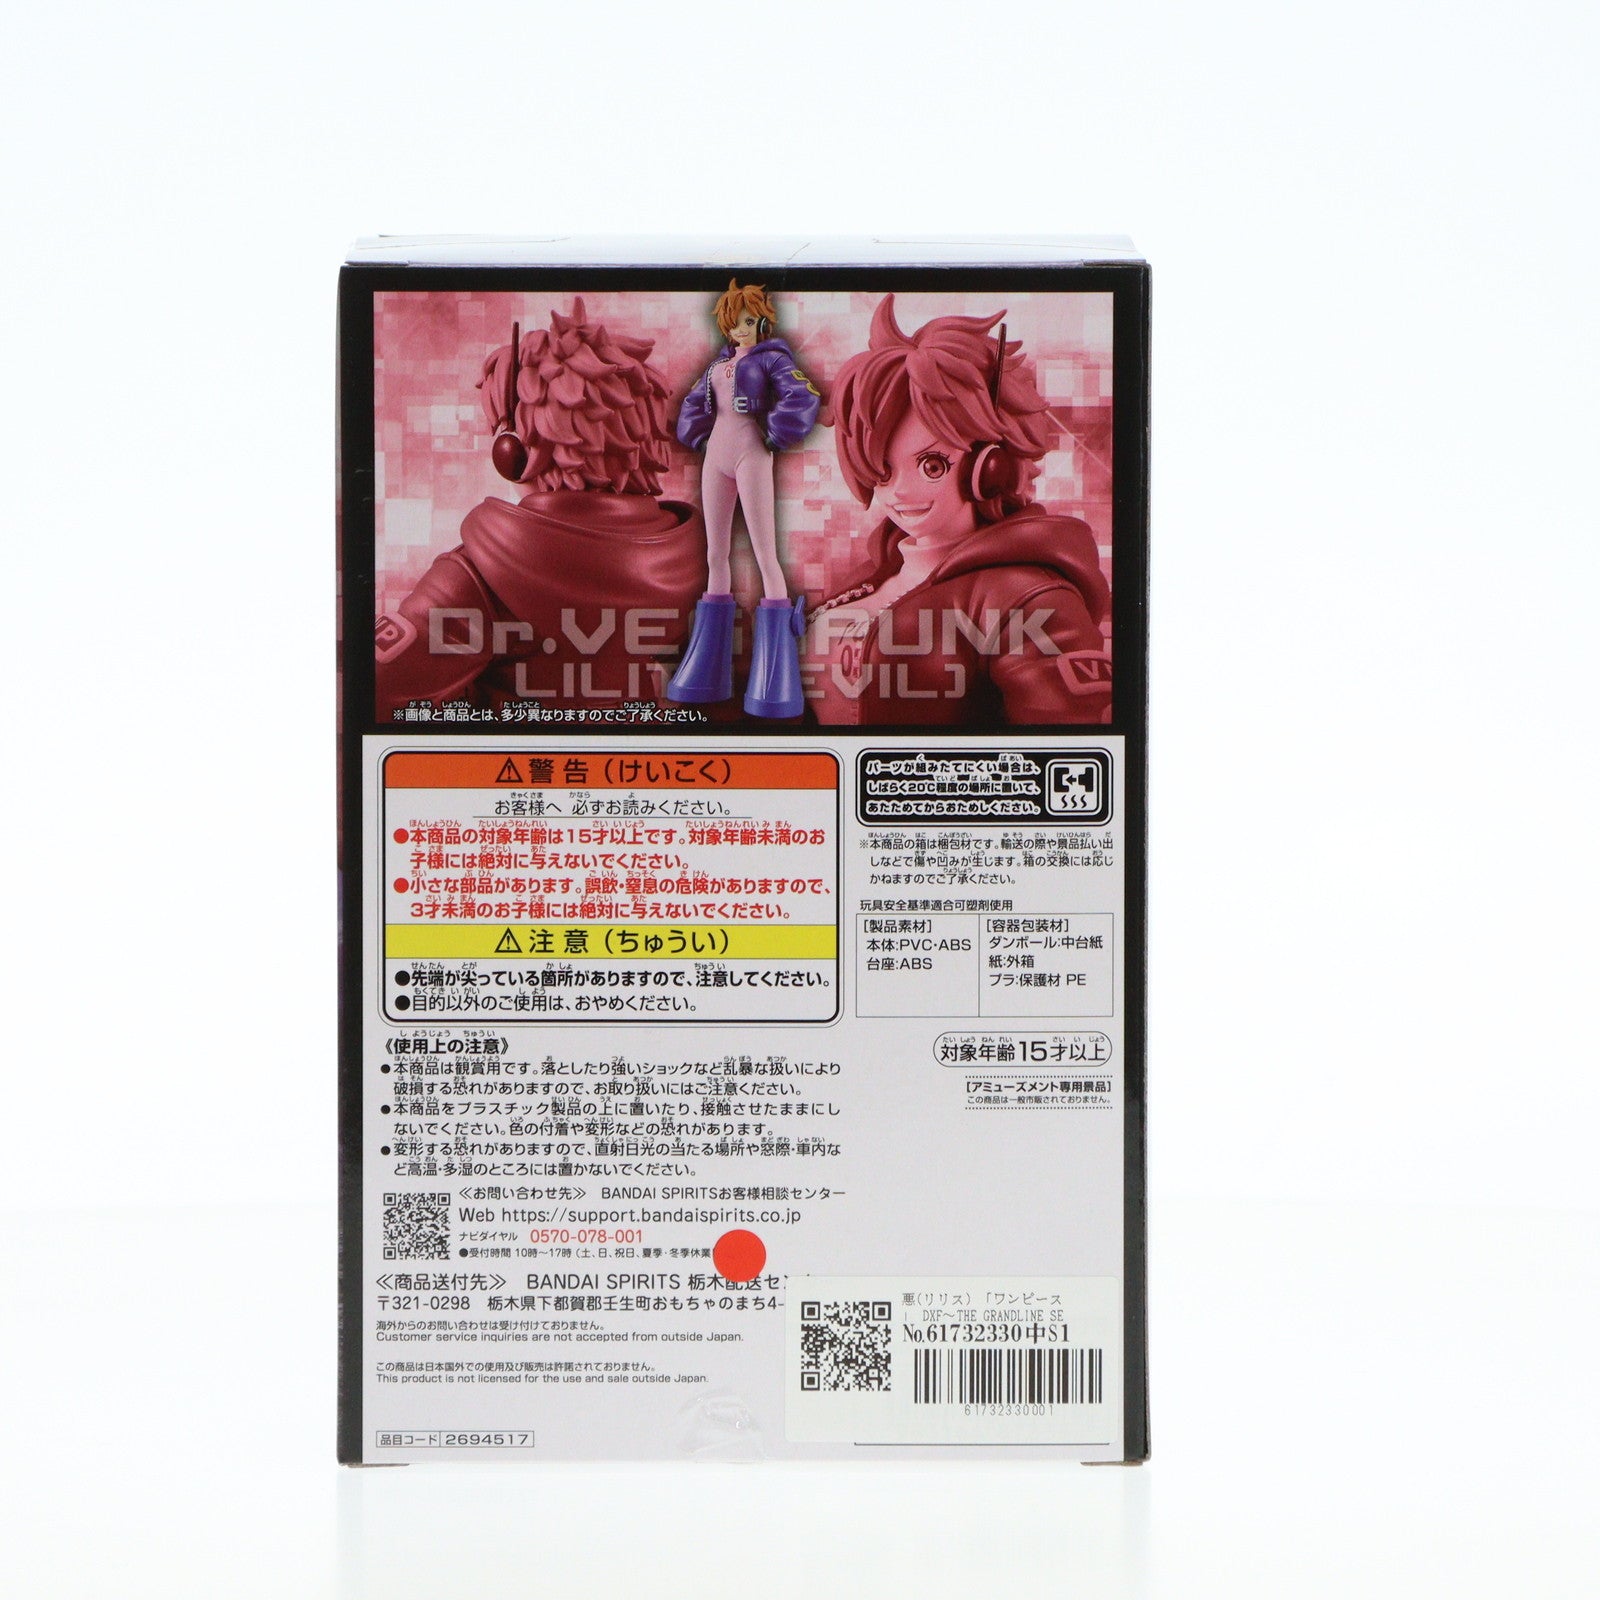 Dr.VEGAPUNK
LILITH(EVIL)
※画像と商品とは、多少異なりますのでご了承ください。
⚠警告（けいこく）
お客様へ 必ずお読みください。
●本商品の対象年齢は15才以上です。対象年齢未満のお
子様には絶対に与えないでください。
●小さな部品があります。誤飲・窒息の危険がありますので、
3才未満のお子様には絶対に与えないでください。
⚠注意（ちゅうい）
●先端が尖っている箇所がありますので、注意してください。
●目的以外のご使用は、おやめください。
《使用上の注意》
●本商品は観賞用です。落としたり強いショックなど乱暴な扱いにより
破損する恐れがありますので、お取り扱いにはご注意ください。
●本商品をプラスチック製品の上に置いたり、接触させたままにし
ないでください。色の付着や変形などの恐れがあります。
●変形する恐れがありますので、直射日光の当たる場所や窓際・車内な
ど高温・多湿のところには置かないでください。
≪お問い合わせ先≫ BANDAI SPIRITSお客様相談センター
Web https://support.bandaispirits.co.jp
ナビダイヤル 0570-078-001
●受付時間 10時〜17時（土、日、祝日、夏季・冬季休業
≪商品送付先≫ BANDAI SPIRITS 栃木配送セン
〒321-0298 栃木県下都賀郡壬生町おもちゃのまち4-
海外からのお問い合わせは受け付けておりません。
Customer service inquiries are not accepted from outside Japan.
この商品は日本国外での使用及び販売は許諾されておりません。
This product is not licensed for the use and sale outside Japan.
品目コード 2694517
パーツが組みたてにくい場合は、
しばらく20℃程度の場所に置いて、
あたためてからおためしください。
※本商品の箱は梱包材です。輸送の際や景品払い出
しなどで傷や凹みが生じます。箱の交換には応じ
かねますのでご了承ください。
玩具安全基準適合可塑剤使用
[製品素材]
本体:PVC・ABS
台座:ABS
[容器包装材]
ダンボール:中台紙
紙:外箱
プラ:保護材 PE
対象年齢15才以上
【アミューズメント専用景品】
この商品は一般市販されておりません。
悪(リリス) 「ワンピース
」 DXF〜THE GRANDLINE SE
No.61732330中S1
61732330001